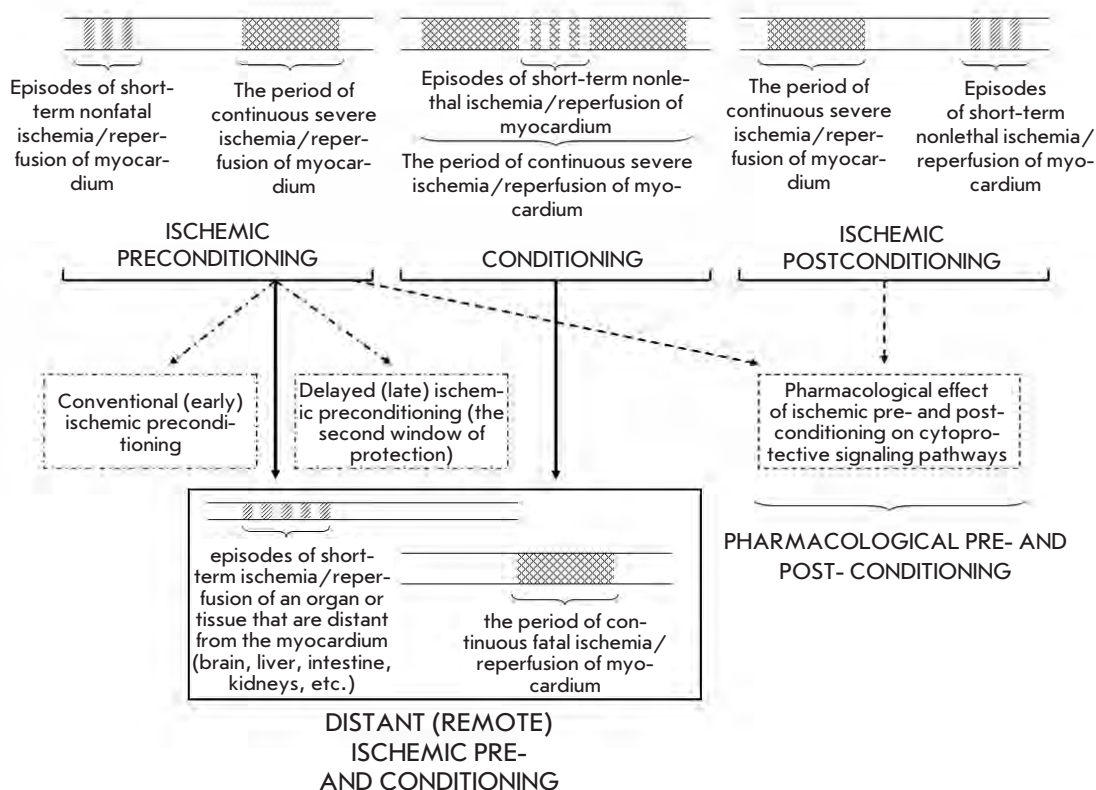 Episodes of short-
term nonfatal
ischemia/reper-
fusion of myocar-
dium
The period of
continuous severe
ischemia/reper-
fusion of myocar-
dium
Episodes of short-term nonle-
thal ischemia/reperfusion of
myocardium
The period of continuous severe
ischemia/reperfusion of myo-
cardium
The period of
continuous severe
ischemia/reper-
fusion of myocar-
dium
Episodes
of short-term
nonlethal ischemia/
reperfusion of myo-
cardium
ISCHEMIC
PRECONDITIONING
CONDITIONING
ISCHEMIC
POSTCONDITIONING
Conventional (early)
ischemic precondi-
tioning
Delayed (late) ischem-
ic preconditioning (the
second window of
protection)
Pharmacological effect
of ischemic pre- and post-
conditioning on cytopro-
tective signaling pathways
episodes of short-
term ischemia/reper-
fusion of an organ or
tissue that are distant
from the myocardium
(brain, liver, intestine,
kidneys, etc.)
the period of con-
tinuous fatal ischemia/
reperfusion of myo-
cardium
PHARMACOLOGICAL PRE- AND
POST- CONDITIONING
DISTANT (REMOTE)
ISCHEMIC PRE-
AND CONDITIONING